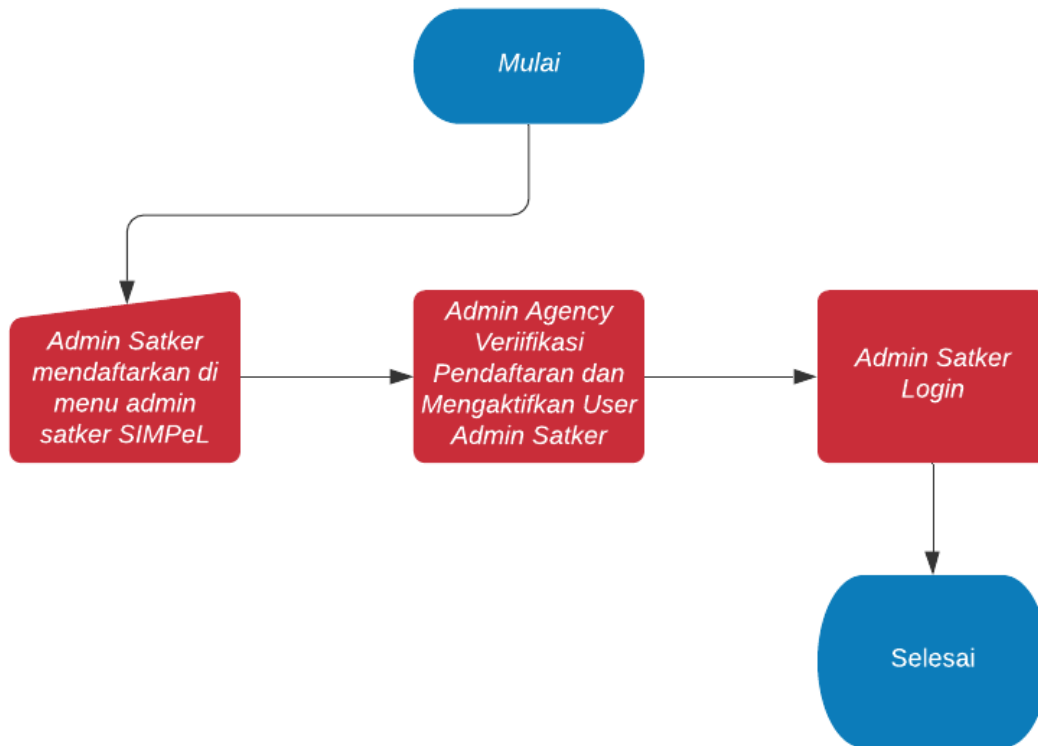 Mulai
Admin Satker
mendaftarkan di
menu admin
satker SIMPeL
Admin Agency
Veriifikasi
Pendaftaran dan
Mengaktifkan User
Admin Satker
Admin Satker
Login
Selesai